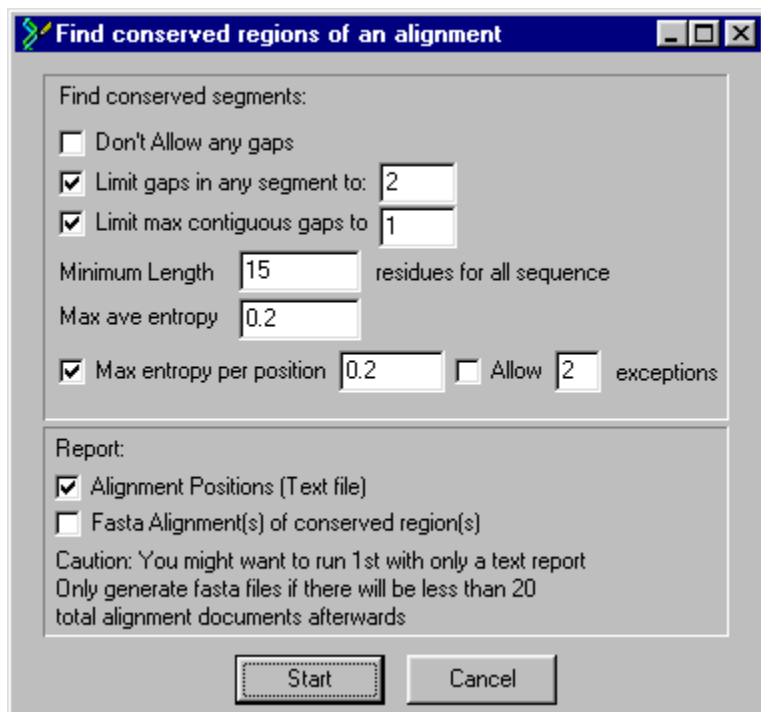 Find conserved regions of an alignment
Find conserved segments:
Don't Allow any gaps
Limit gaps in any segment to: 2
Limit max contiguous gaps to 1
Minimum Length 15 residues for all sequence
Max ave entropy 0.2
Max entropy per position 0.2 Allow 2 exceptions
Report:
Alignment Positions (Text file)
Fasta Alignment(s) of conserved region(s)
Caution: You might want to run 1st with only a text report
Only generate fasta files if there will be less than 20
total alignment documents afterwards
Start Cancel